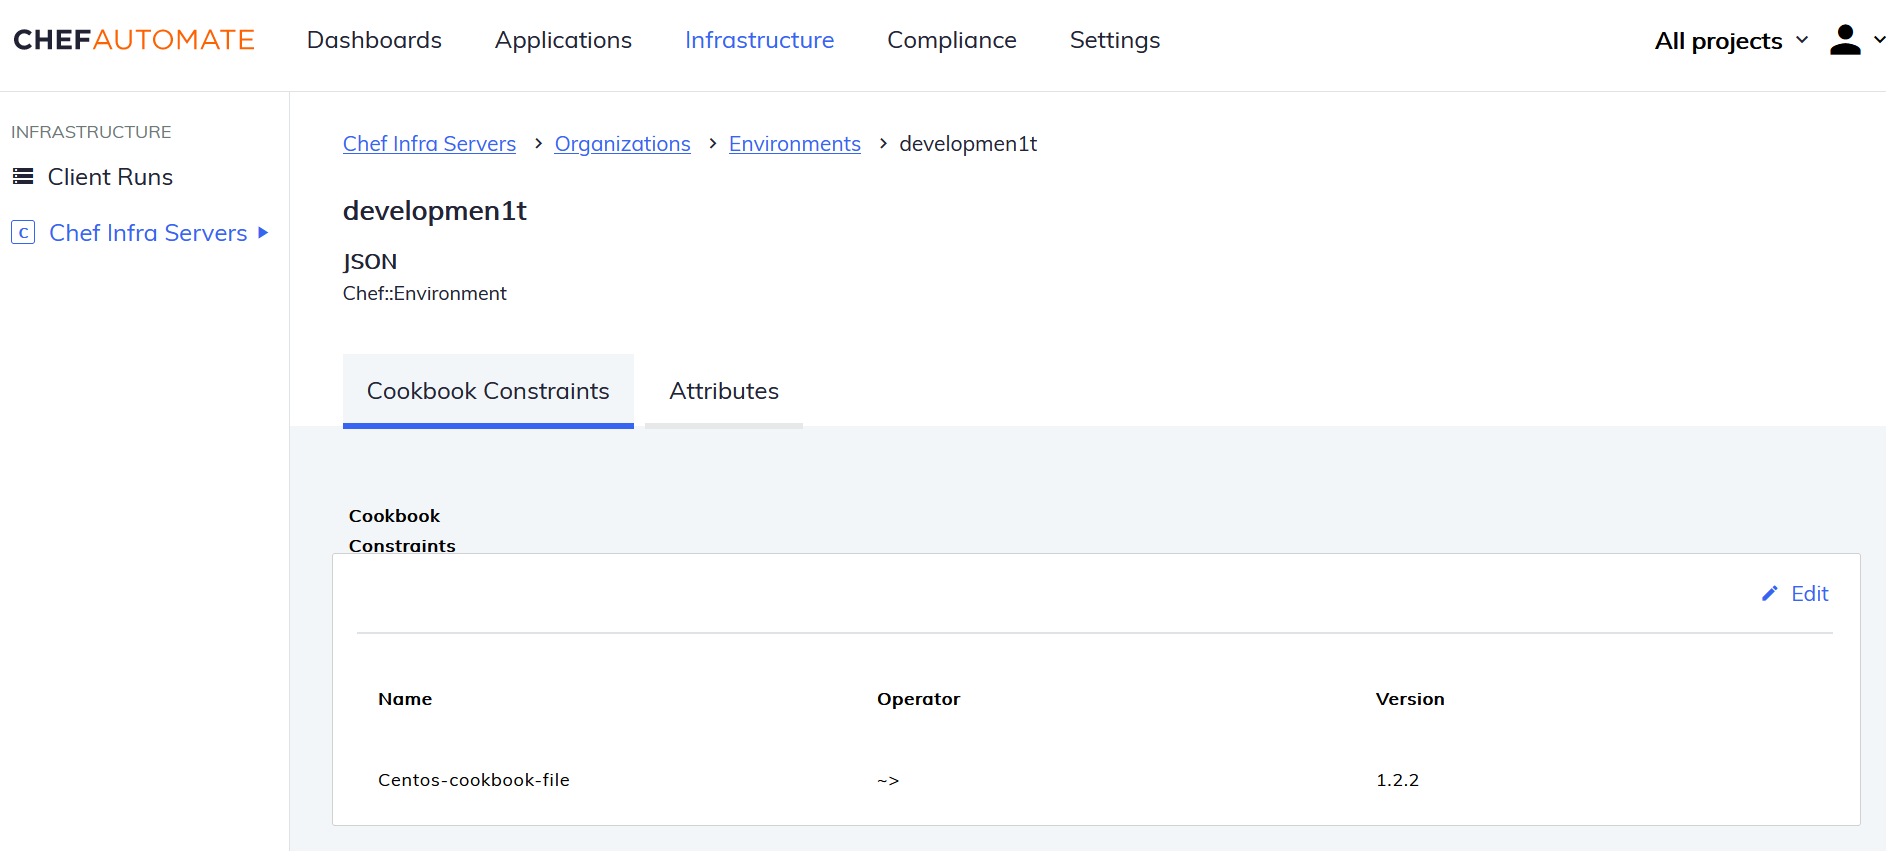 CHEFAUTOMATE Dashboards Applications Infrastructure Compliance Settings All projects
INFRASTRUCTURE
Client Runs
C Chef Infra Servers
Chef Infra Servers > Organizations > Environments > developmen1t
developmen1t
JSON
Chef::Environment
Cookbook Constraints Attributes
Cookbook
Constraints
Edit
Name Operator Version
Centos-cookbook-file ~> 1.2.2